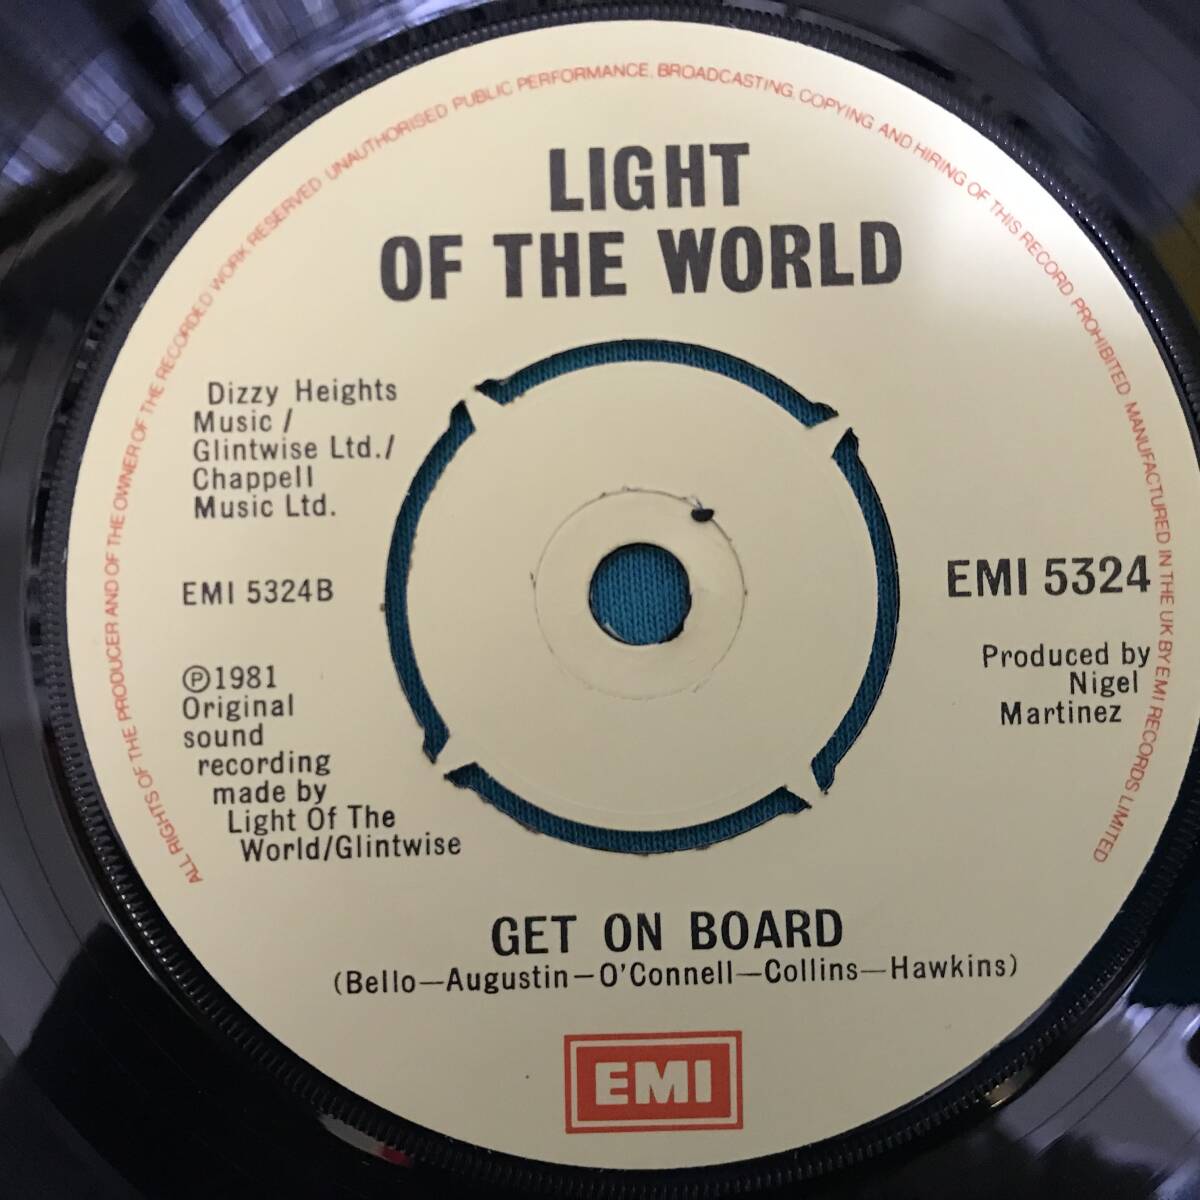 ALL RIGHTS OF THE PRODUCER AND OF THE OWNER OF THE RECORDED WORK RESERVED UNAUTHORISED PUBLIC PERFORMANCE, BROADCASTING, COPYING AND HIRING OF THIS RECORD PROHIBITED MANUFACTURED IN THE UK BY EMI RECORDS LIMITED
LIGHT
OF THE WORLD
Dizzy Heights
Music /
Glintwise Ltd./
Chappell
Music Ltd.
EMI 5324B
℗1981
Original
sound
recording
made by
Light Of The
World/Glintwise
EMI 5324
Produced by
Nigel
Martinez
GET ON BOARD
(Bello—Augustin—O'Connell—Collins—Hawkins)
EMI